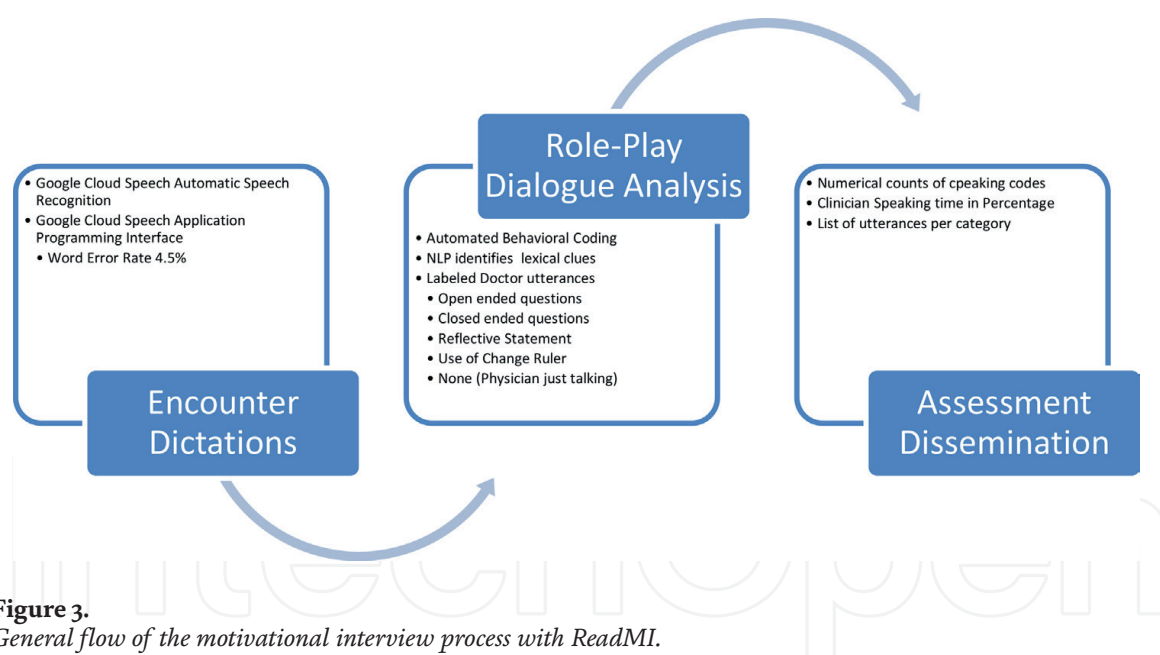 • Google Cloud Speech Automatic Speech
Recognition
• Google Cloud Speech Application
Programming Interface
• Word Error Rate 4.5%
Encounter
Dictations
Role-Play
Dialogue Analysis
• Automated Behavioral Coding
• NLP identifies lexical clues
• Labeled Doctor utterances
• Open ended questions
• Closed ended questions
• Reflective Statement
• Use of Change Ruler
• None (Physician just talking)
• Numerical counts of cpeaking codes
• Clinician Speaking time in Percentage
• List of utterances per category
Assessment
Dissemination
intechopen
Figure 3.
General flow of the motivational interview process with ReadMI.